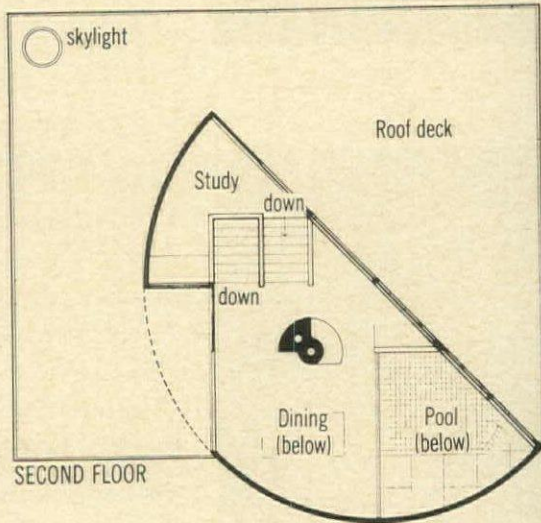 skylight
Roof deck
Study
down
down
Dining
(below)
Pool
(below)
SECOND FLOOR